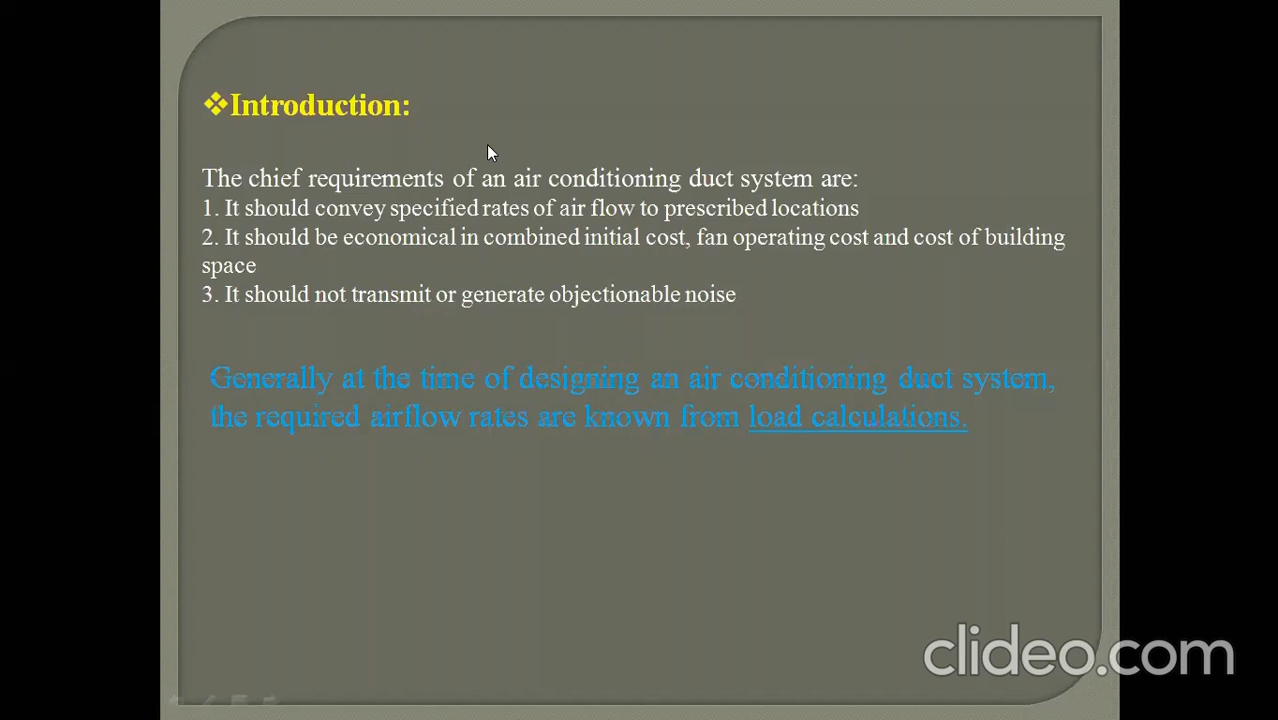 ❖Introduction:
The chief requirements of an air conditioning duct system are:
1. It should convey specified rates of air flow to prescribed locations
2. It should be economical in combined initial cost, fan operating cost and cost of building
space
3. It should not transmit or generate objectionable noise
Generally at the time of designing an air conditioning duct system,
the required airflow rates are known from load calculations.
clideo.com